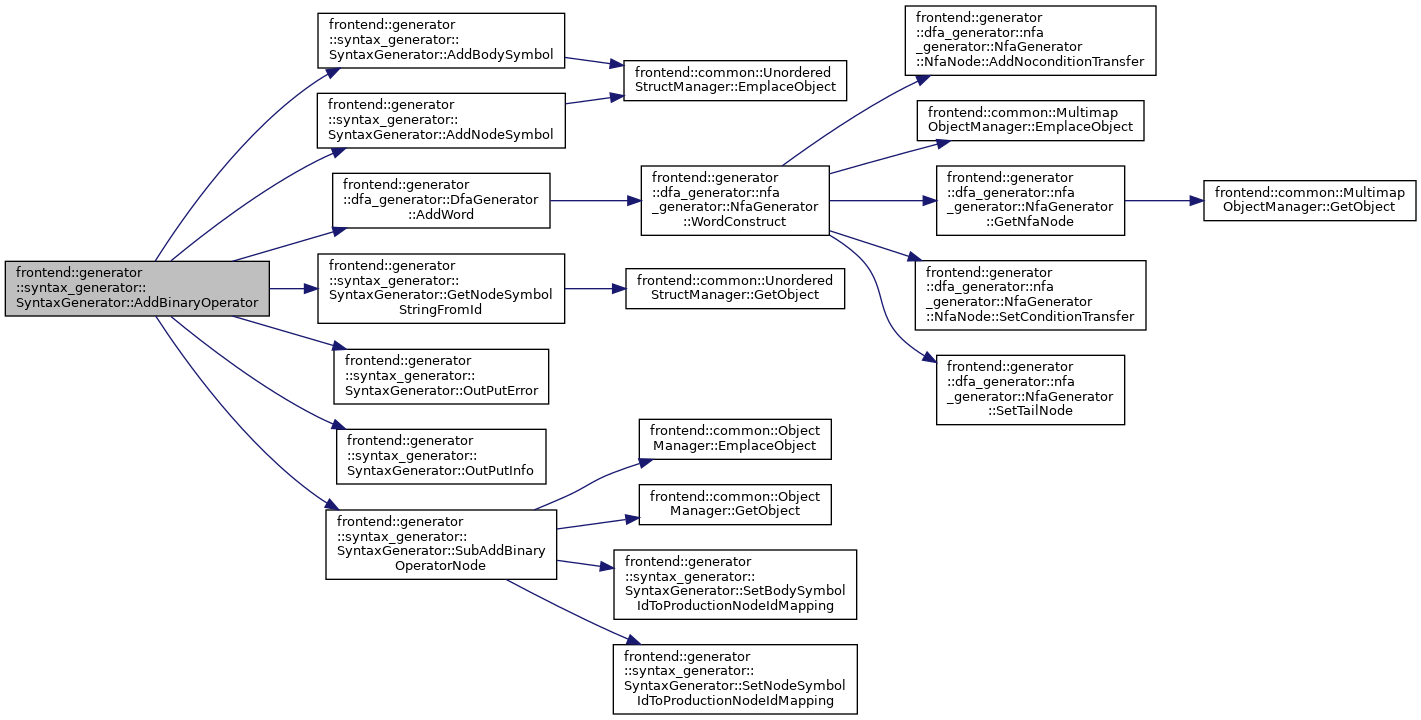 frontend::generator
::syntax_generator::
SyntaxGenerator::AddBinaryOperator
frontend::generator
::syntax_generator::
SyntaxGenerator::AddBodySymbol
frontend::generator
::syntax_generator::
SyntaxGenerator::AddNodeSymbol
frontend::generator
::dfa_generator::DfaGenerator
::AddWord
frontend::generator
::syntax_generator::
SyntaxGenerator::GetNodeSymbol
StringFromId
frontend::generator
::syntax_generator::
SyntaxGenerator::OutPutError
frontend::generator
::syntax_generator::
SyntaxGenerator::OutPutInfo
frontend::generator
::syntax_generator::
SyntaxGenerator::SubAddBinary
OperatorNode
frontend::common::Unordered
StructManager::EmplaceObject
frontend::generator
::dfa_generator::nfa
_generator::NfaGenerator
::WordConstruct
frontend::common::Unordered
StructManager::GetObject
frontend::common::Object
Manager::EmplaceObject
frontend::common::Object
Manager::GetObject
frontend::generator
::syntax_generator::
SyntaxGenerator::SetBodySymbol
IdToProductionNodeIdMapping
frontend::generator
::syntax_generator::
SyntaxGenerator::SetNodeSymbol
IdToProductionNodeIdMapping
frontend::generator
::dfa_generator::nfa
_generator::NfaGenerator
::NfaNode::AddNoconditionTransfer
frontend::common::Multimap
ObjectManager::EmplaceObject
frontend::generator
::dfa_generator::nfa
_generator::NfaGenerator
::GetNfaNode
frontend::generator
::dfa_generator::nfa
_generator::NfaGenerator
::NfaNode::SetConditionTransfer
frontend::generator
::dfa_generator::nfa
_generator::NfaGenerator
::SetTailNode
frontend::common::Multimap
ObjectManager::GetObject